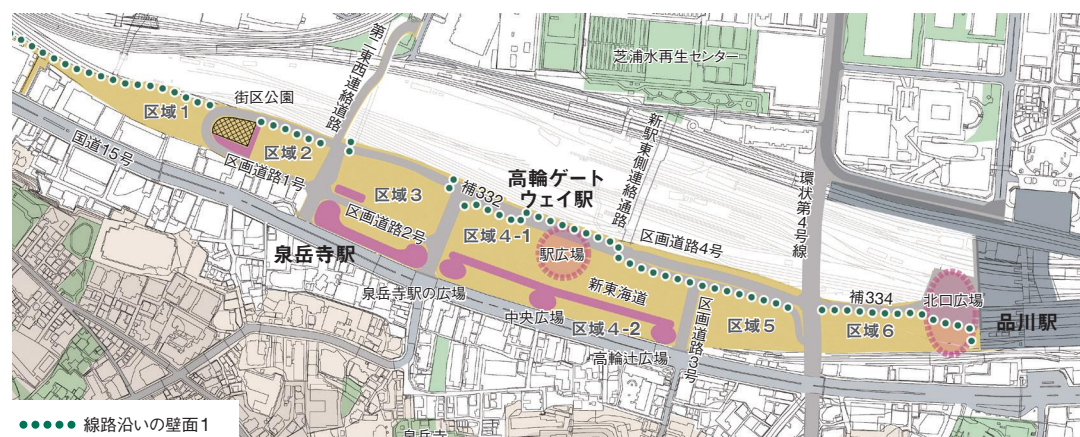 芝浦水再生センター
第二東西連絡道路
街区公園
区域1
区域2
国道15号
区画道路1号
新駅東側連絡通路
環状第4号線
高輪ゲート
ウェイ駅
補332
区域3
区画道路2号
泉岳寺駅
区域4-1
駅広場
区画道路4号
泉岳寺駅の広場
新東海道
中央広場
区域4-2
高輪辻広場
区画道路3号
区域5
補334
区域6
北口広場
品川駅
線路沿いの壁面1
泉岳寺